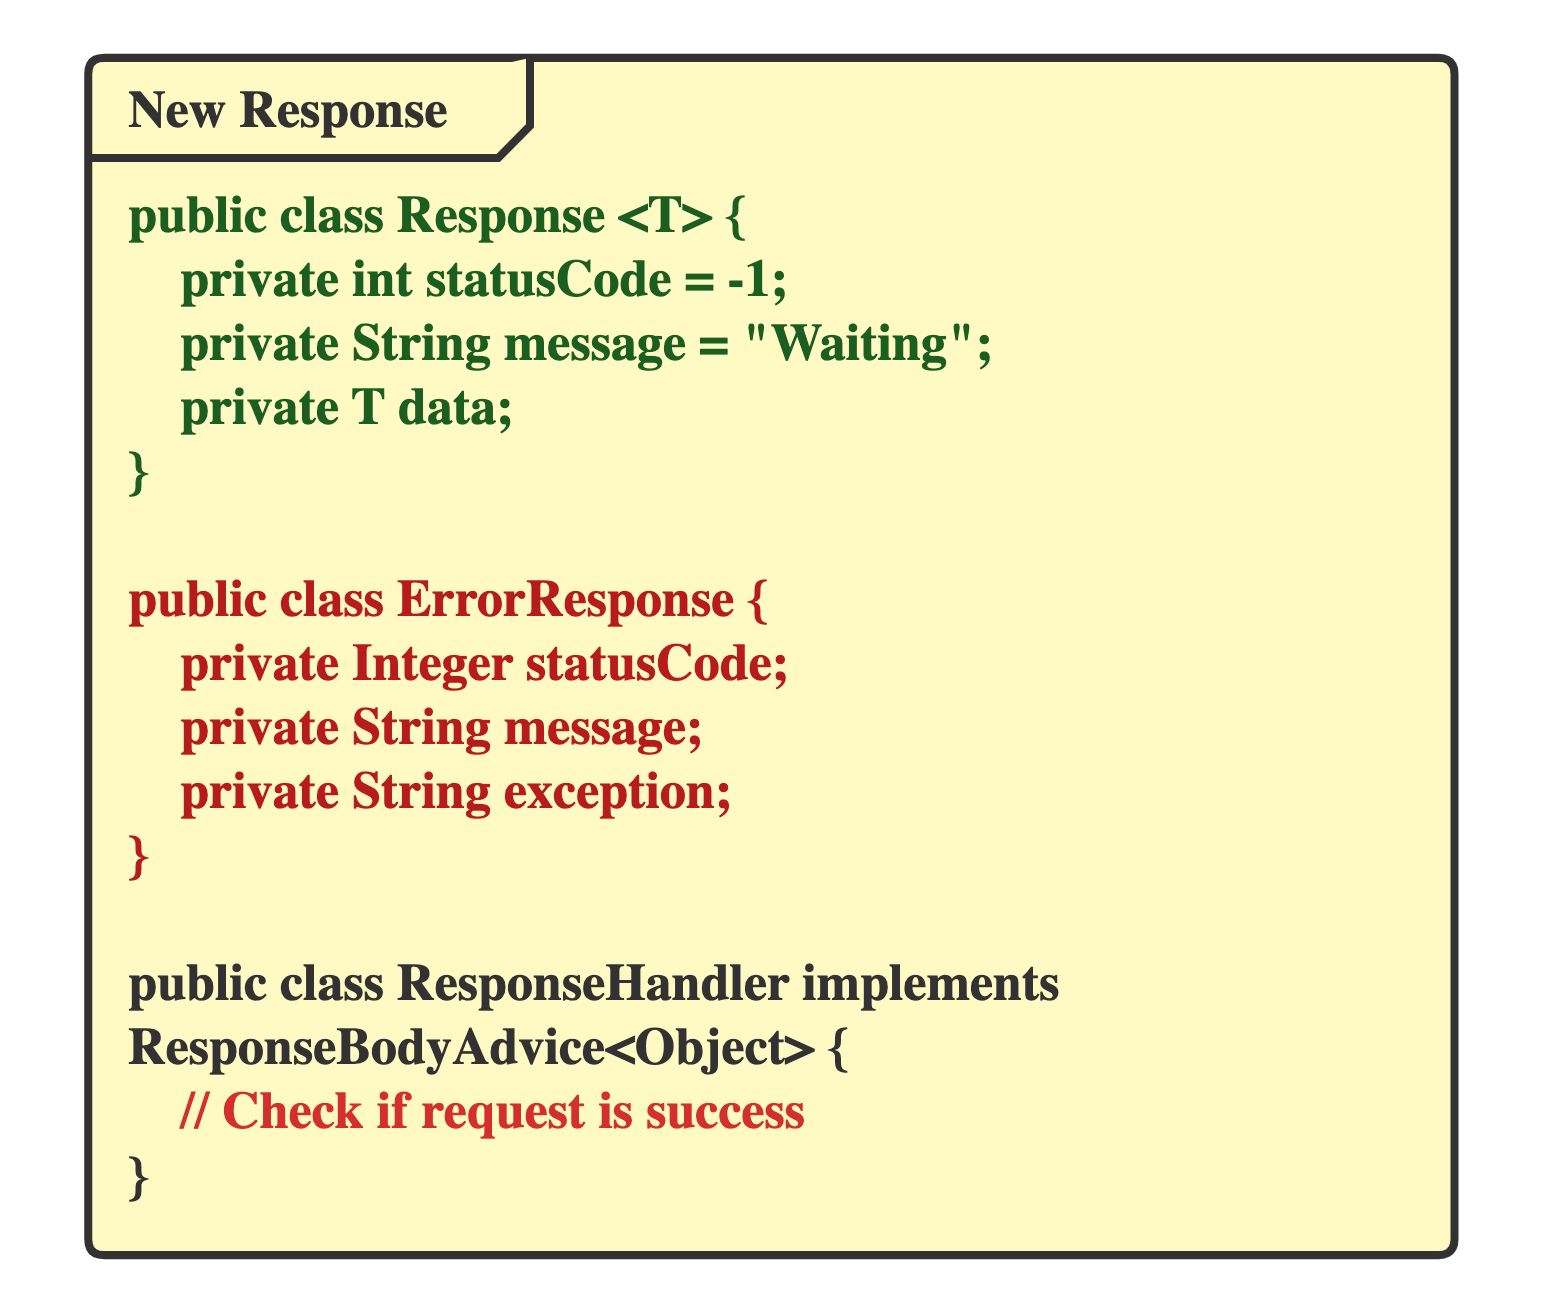 New Response
public class Response <T> {
    private int statusCode = -1;
    private String message = "Waiting";
    private T data;
}
public class ErrorResponse {
    private Integer statusCode;
    private String message;
    private String exception;
}
public class ResponseHandler implements
ResponseBodyAdvice<Object> {
    // Check if request is success
}